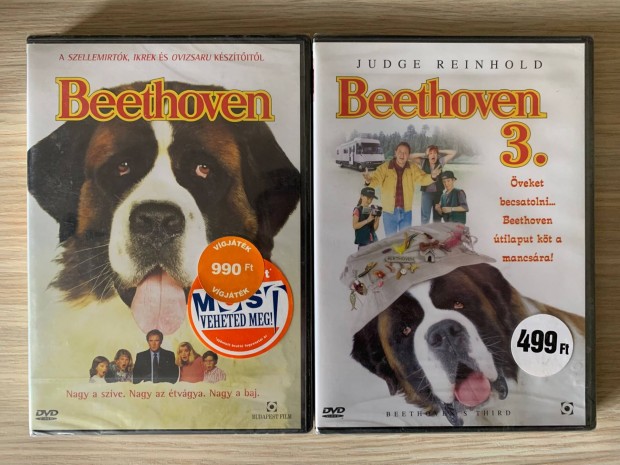 A SZELLEMIRTÓK, IKREK ÉS OVIZSARU KÉSZÍTŐITŐL
Beethoven
VÍGJÁTÉK
990 Ft
VÍGJÁTÉK
MOST
VEHETED MEG!
Nagy a szíve. Nagy az étvágya. Nagy a baj.
DVD
BUDAPEST FILM
JUDGE REINHOLD
Beethoven
3.
Öveket
becsatolni...
Beethoven
útilaput köt a
mancsára!
499 Ft
BEETHOVEN'S THIRD
DVD